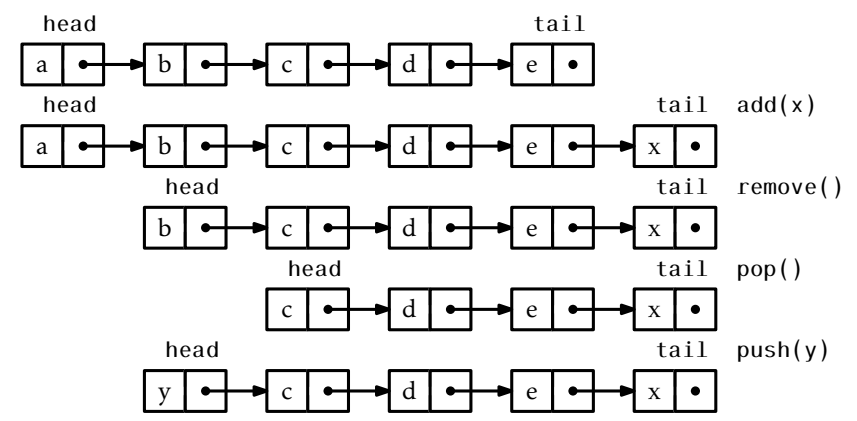 head tail
a b c d e
head tail add(x)
a b c d e x
head tail remove()
b c d e x
head tail pop()
c d e x
head tail push(y)
y c d e x